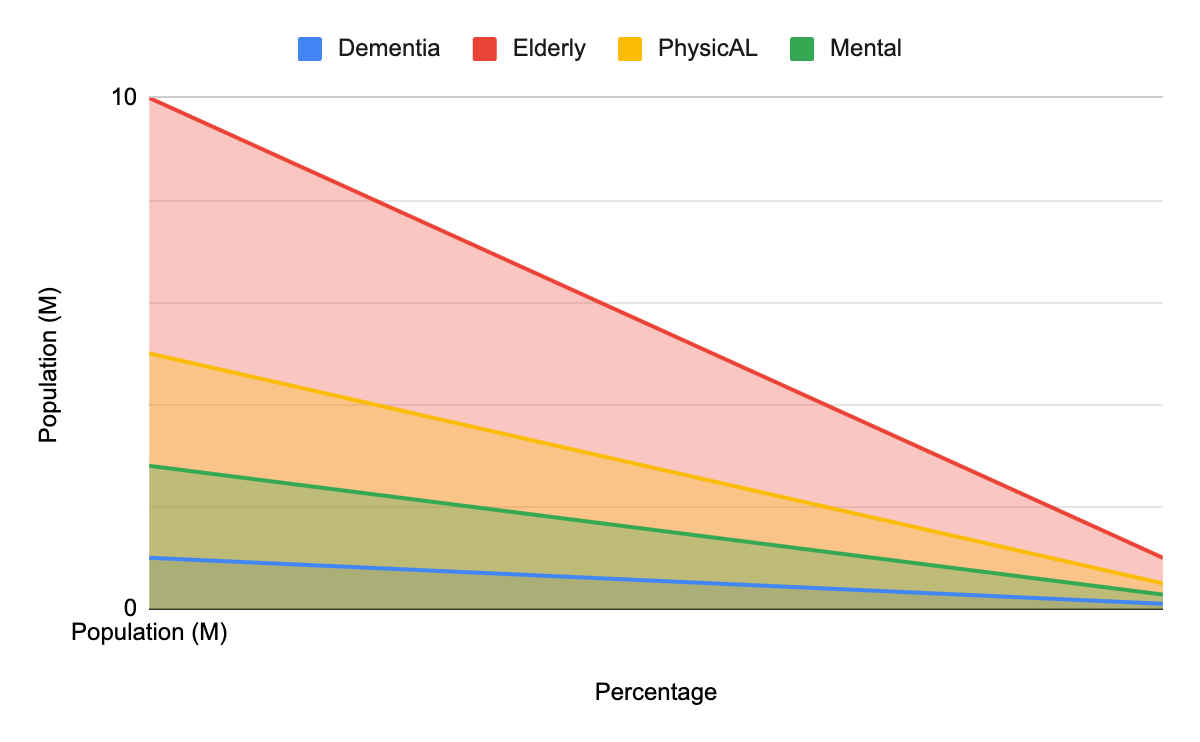 Dementia Elderly PhysicAL Mental
10
Population (M)
0
Population (M)
Percentage